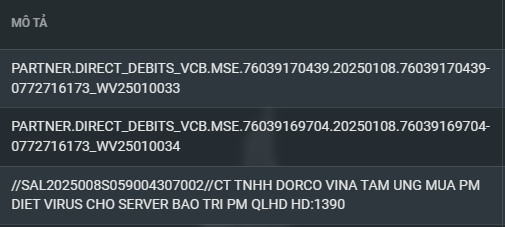 MÔ TẢ
PARTNER.DIRECT_DEBITS_VCB.MSE.76039170439.20250108.76039170439-
0772716173_WV25010033
PARTNER.DIRECT_DEBITS_VCB.MSE.76039169704.20250108.76039169704-
0772716173_WV25010034
//SAL2025008S059004307002//CT TNHH DORCO VINA TAM UNG MUA PM
DIET VIRUS CHO SERVER BAO TRI PM QLHD HD:1390